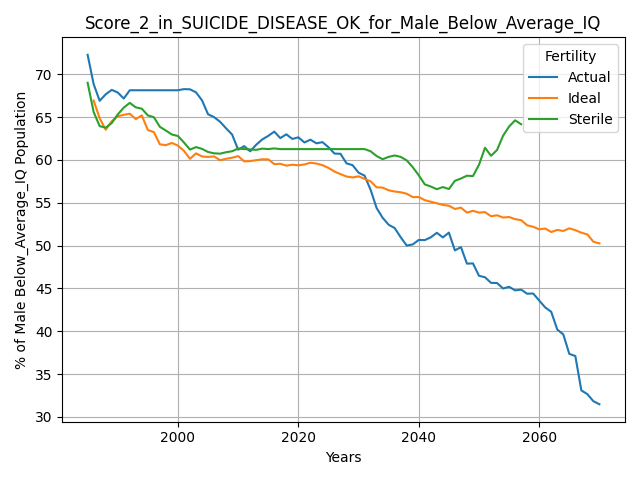 Score_2_in_SUICIDE_DISEASE_OK_for_Male_Below_Average_IQ
% of Male Below_Average_IQ Population
70
65
60
55
50
45
40
35
30
Fertility
Actual
Ideal
Sterile
2000 2020 2040 2060
Years